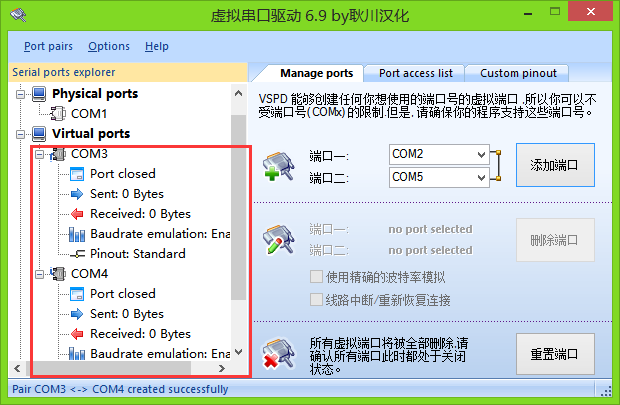 虚拟串口驱动 6.9 by耿川汉化
Port pairs Options Help
Serial ports explorer
Physical ports
COM1
Virtual ports
COM3
Port closed
Sent: 0 Bytes
Received: 0 Bytes
Baudrate emulation: Ena
Pinout: Standard
COM4
Port closed
Sent: 0 Bytes
Received: 0 Bytes
Baudrate emulation: Ena
Manage ports Port access list Custom pinout
VSPD 能够创建任何你想使用的端口号的虚拟端口,所以你可以不
受端口号(COMx)的限制.但是,请确保你的程序支持这些端口号。
端口一: COM2
端口二: COM5
添加端口
端口一: no port selected
端口二: no port selected
删除端口
使用精确的波特率模拟
线路中断/重新恢复连接
所有虚拟端口将被全部删除.请
确认所有端口此时都处于关闭
状态。
重置端口
Pair COM3 <-> COM4 created successfully